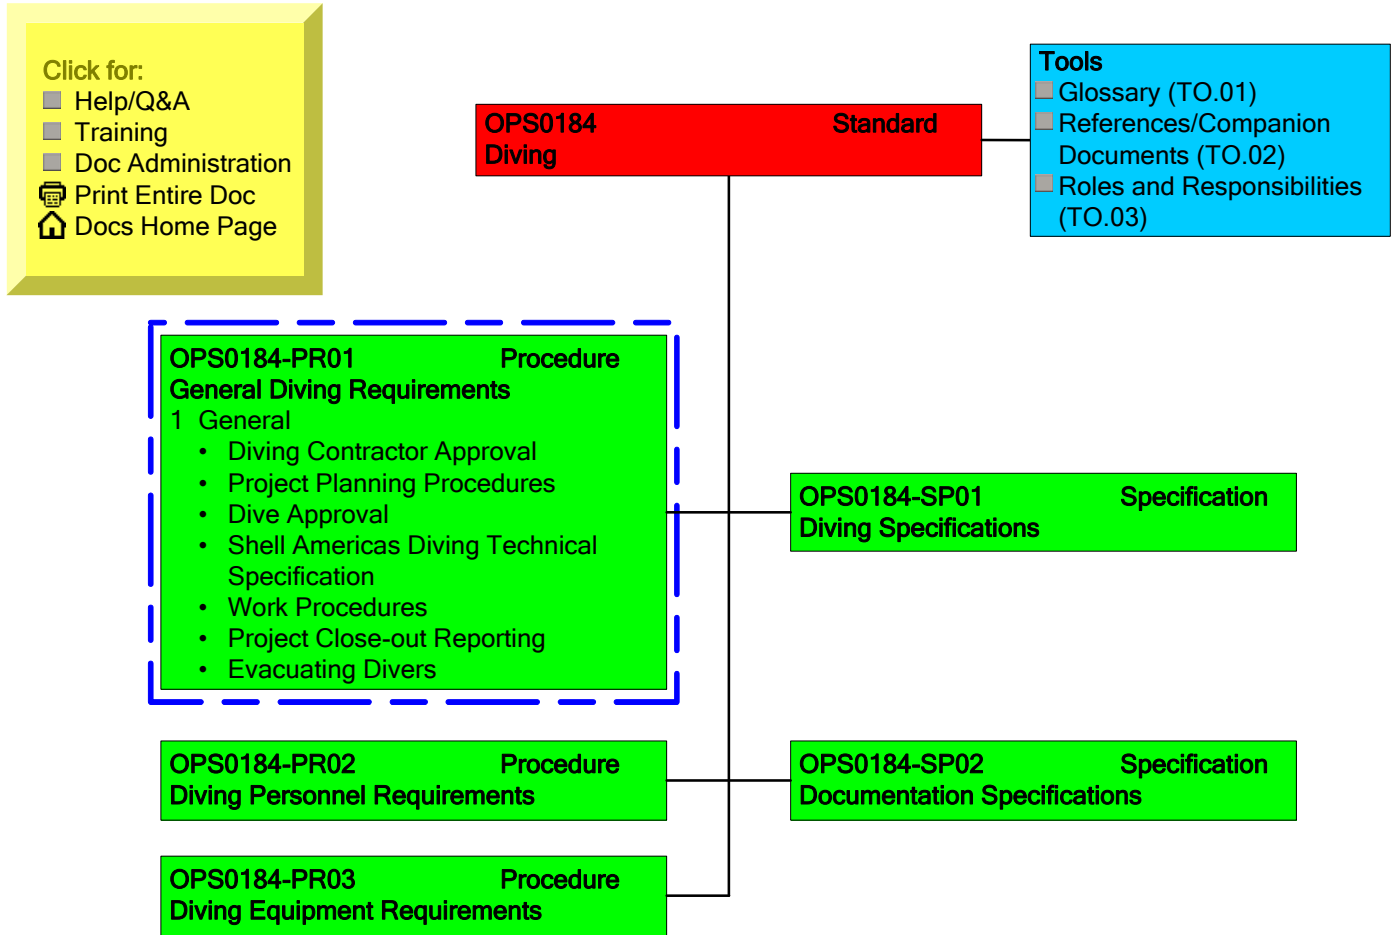 Click for:
Help/Q&A
Training
Doc Administration
Print Entire Doc
Docs Home Page
OPS0184 Standard
Diving
Tools
Glossary (TO.01)
References/Companion
Documents (TO.02)
Roles and Responsibilities
(TO.03)
OPS0184-PR01 Procedure
General Diving Requirements
1 General
• Diving Contractor Approval
• Project Planning Procedures
• Dive Approval
• Shell Americas Diving Technical
Specification
• Work Procedures
• Project Close-out Reporting
• Evacuating Divers
OPS0184-SP01 Specification
Diving Specifications
OPS0184-PR02 Procedure
Diving Personnel Requirements
OPS0184-SP02 Specification
Documentation Specifications
OPS0184-PR03 Procedure
Diving Equipment Requirements